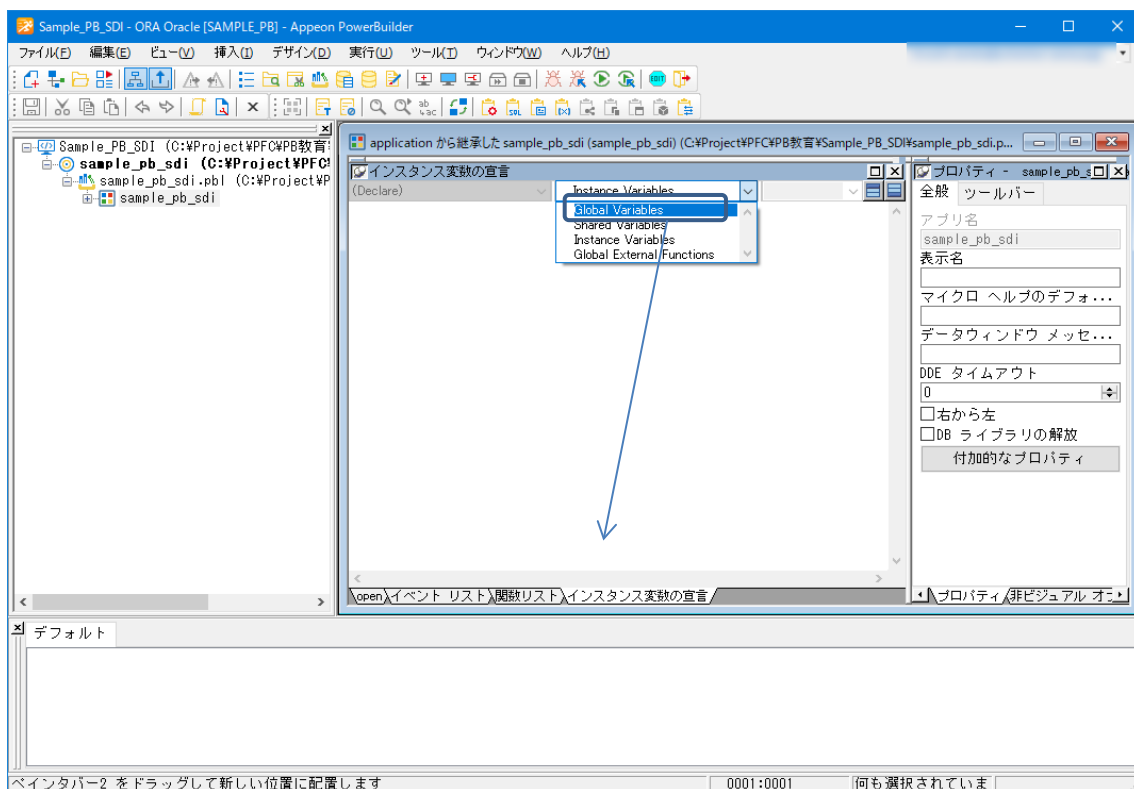 Sample_PB_SDI - ORA Oracle [SAMPLE_PB] - Appeon PowerBuilder
ファイル(F) 編集(E) ビュー(V) 挿入(I) デザイン(D) 実行(U) ツール(T) ウィンドウ(W) ヘルプ(H)
Sample_PB_SDI (C:¥Project¥PFC¥PB教育
sample_pb_sdi (C:¥Project¥PFC
sample_pb_sdi.pbl (C:¥Project¥P
sample_pb_sdi
application から継承した sample_pb_sdi (sample_pb_sdi) (C:¥Project¥PFC¥PB教育¥Sample_PB_SDI¥sample_pb_sdi.p...
インスタンス変数の宣言
(Declare) Instance Variables
Global Variables
Shared Variables
Instance Variables
Global External Functions
open イベント リスト 関数リスト インスタンス変数の宣言
プロパティ - sample_pb_s
全般 ツールバー
アプリ名
sample_pb_sdi
表示名
マイクロ ヘルプのデフォ...
データウィンドウ メッセ...
DDE タイムアウト
0
右から左
DB ライブラリの解放
付加的なプロパティ
プロパティ 非ビジュアル オ
デフォルト
ペインタバー2 をドラッグして新しい位置に配置します 0001:0001 何も選択されていま